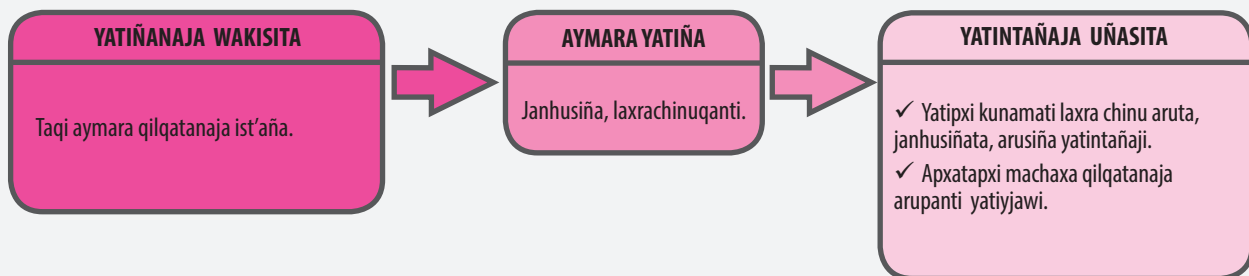 YATIÑANAJA WAKISITA
Taqi aymara qilqatanaja ist'aña.
AYMARA YATIÑA
Janhusiña, laxrachinuqanti.
YATINTAÑAJA UÑASITA
✓ Yatipxi kunamati laxra chinu aruta,
janhusiñata, arusiña yatintañaji.
✓ Apxatapxi machaxa qilqatanaja
arupanti yatiyjawi.